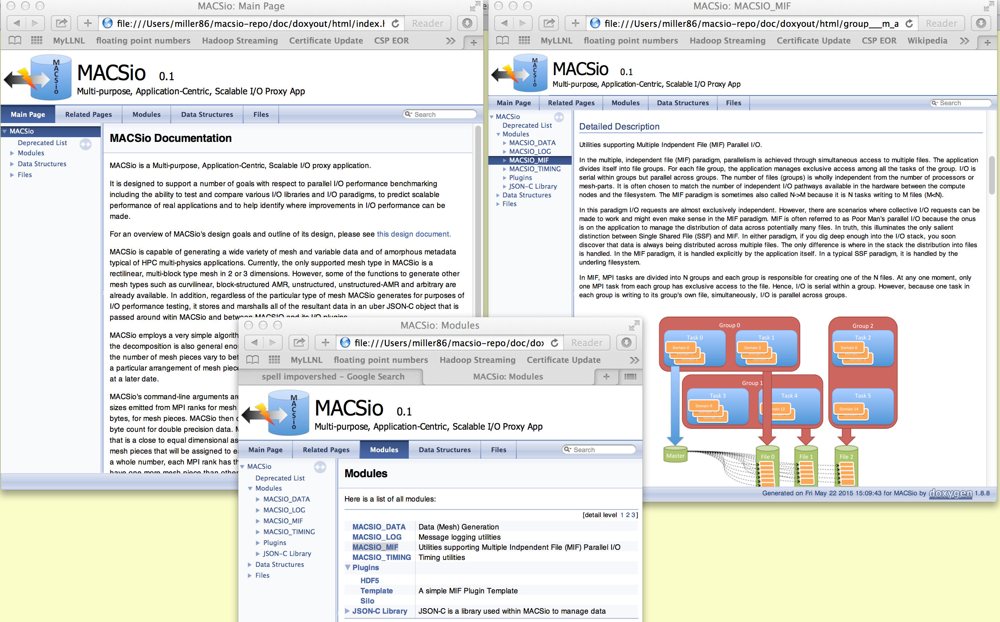 MACSio: Main Page
file:///Users/miller86/macsio-repo/doc/doxyout/html/index.h
Reader
MyLLNL floating point numbers Hadoop Streaming Certificate Update CSP EOR
MACSio
MACSio 0.1
Multi-purpose, Application-Centric, Scalable I/O Proxy App
Main Page Related Pages Modules Data Structures Files Search
MACSio
Deprecated List
Modules
Data Structures
Files
MACSio Documentation
MACSio is a Multi-purpose, Application-Centric, Scalable I/O proxy application.
It is designed to support a number of goals with respect to parallel I/O performance benchmarking
including the ability to test and compare various I/O libraries and I/O paradigms, to predict scalable
performance of real applications and to help identify where improvements in I/O performance can be
made.
For an overview of MACSio's design goals and outline of its design, please see this design document.
MACSio is capable of generating a wide variety of mesh and variable data and of amorphous metadata
typical of HPC multi-physics applications. Currently, the only supported mesh type in MACSio is a
rectilinear, multi-block type mesh in 2 or 3 dimensions. However, some of the functions to generate other
mesh types such as curvilinear, block-structured AMR, unstructured, unstructured-AMR and arbitrary are
already available. In addition, regardless of the particular type of mesh MACSio generates for purposes of
I/O performance testing, it stores and marshalls all of the resultant data in an uber JSON-C object that is
passed around witin MACSio and between MACSIO and its I/O plugins.
MACSio employs a very simple algorith
the decomposition is also general enou
the number of mesh pieces vary to bet
a particular arrangement of mesh piece
at a later date.
MACSio's command-line arguments are
sizes emitted from MPI ranks for mesh
bytes, for mesh pieces. MACSio then
byte count for double precision data.
that is a close to equal dimensional as
mesh pieces that will be assigned to ea
a whole number, each MPI rank has th
have one more mesh piece than other
MACSio: MACSIO_MIF
file:///Users/miller86/macsio-repo/doc/doxyout/html/group___m_a
Reader
MyLLNL floating point numbers Hadoop Streaming Certificate Update CSP EOR Wikipedia
MACSio
MACSio 0.1
Multi-purpose, Application-Centric, Scalable I/O Proxy App
Main Page Related Pages Modules Data Structures Files Search
MACSio
Deprecated List
Modules
MACSIO_DATA
MACSIO_LOG
MACSIO_MIF
MACSIO_TIMING
Plugins
JSON-C Library
Data Structures
Files
Detailed Description
Utilities supporting Multiple Indpendent File (MIF) Parallel I/O.
In the multiple, independent file (MIF) paradigm, parallelism is achieved through simultaneous access to multiple files. The application
divides itself into file groups. For each file group, the application manages exclusive access among all the tasks of the group. I/O is
serial within groups but parallel across groups. The number of files (groups) is wholly independent from the number of processors or
mesh-parts. It is often chosen to match the number of independent I/O pathways available in the hardware between the compute
nodes and the filesystem. The MIF paradigm is sometimes also called N->M because it is N tasks writing to M files (M<N).
In this paradigm I/O requests are almost exclusively independent. However, there are scenarios where collective I/O requests can be
made to work and might even make sense in the MIF paradigm. MIF is often referred to as Poor Man's parallel I/O because the onus
is on the application to manage the distribution of data across potentially many files. In truth, this illuminates the only salient
distinction between Single Shared File (SSF) and MIF. In either paradigm, if you dig deep enough into the I/O stack, you soon
discover that data is always being distributed across multiple files. The only difference is where in the stack the distribution into files
is handled. In the MIF paradigm, it is handled explicitly by the application itself. In a typical SSF paradigm, it is handled by the
underling filesystem.
In MIF, MPI tasks are divided into N groups and each group is responsible for creating one of the N files. At any one moment, only
one MPI task from each group has exclusive access to the file. Hence, I/O is serial within a group. However, because one task in
each group is writing to its group's own file, simultaneously, I/O is parallel across groups.
Group 0 Group 2
Task 0 Task 1 Task 2
Domain 0 Domain 3 Domain 6
Group 1
Task 3 Task 4 Task 5
Domain 9 main 12 Domain 14
Master File 0 File 1 File 2
Generated on Fri May 22 2015 15:09:43 for MACSio by doxygen 1.8.8
MACSio: Modules
file:///Users/miller86/macsio-repo/doc/dox
Reader
MyLLNL floating point numbers Hadoop Streaming Certificate Update
spell impovershed – Google Search MACSio: Modules
MACSio
MACSio 0.1
Multi-purpose, Application-Centric, Scalable I/O Proxy App
Main Page Related Pages Modules Data Structures Files Search
MACSio
Deprecated List
Modules
MACSIO_DATA
MACSIO_LOG
MACSIO_MIF
MACSIO_TIMING
Plugins
JSON-C Library
Data Structures
Files
Modules
Here is a list of all modules:
[detail level 1 2 3]
MACSIO_DATA Data (Mesh) Generation
MACSIO_LOG Message logging utilities
MACSIO_MIF Utilities supporting Multiple Indpendent File (MIF) Parallel I/O
MACSIO_TIMING Timing utilities
Plugins
HDF5
Template A simple MIF Plugin Template
Silo
JSON-C Library JSON-C is a library used within MACSio to manage data